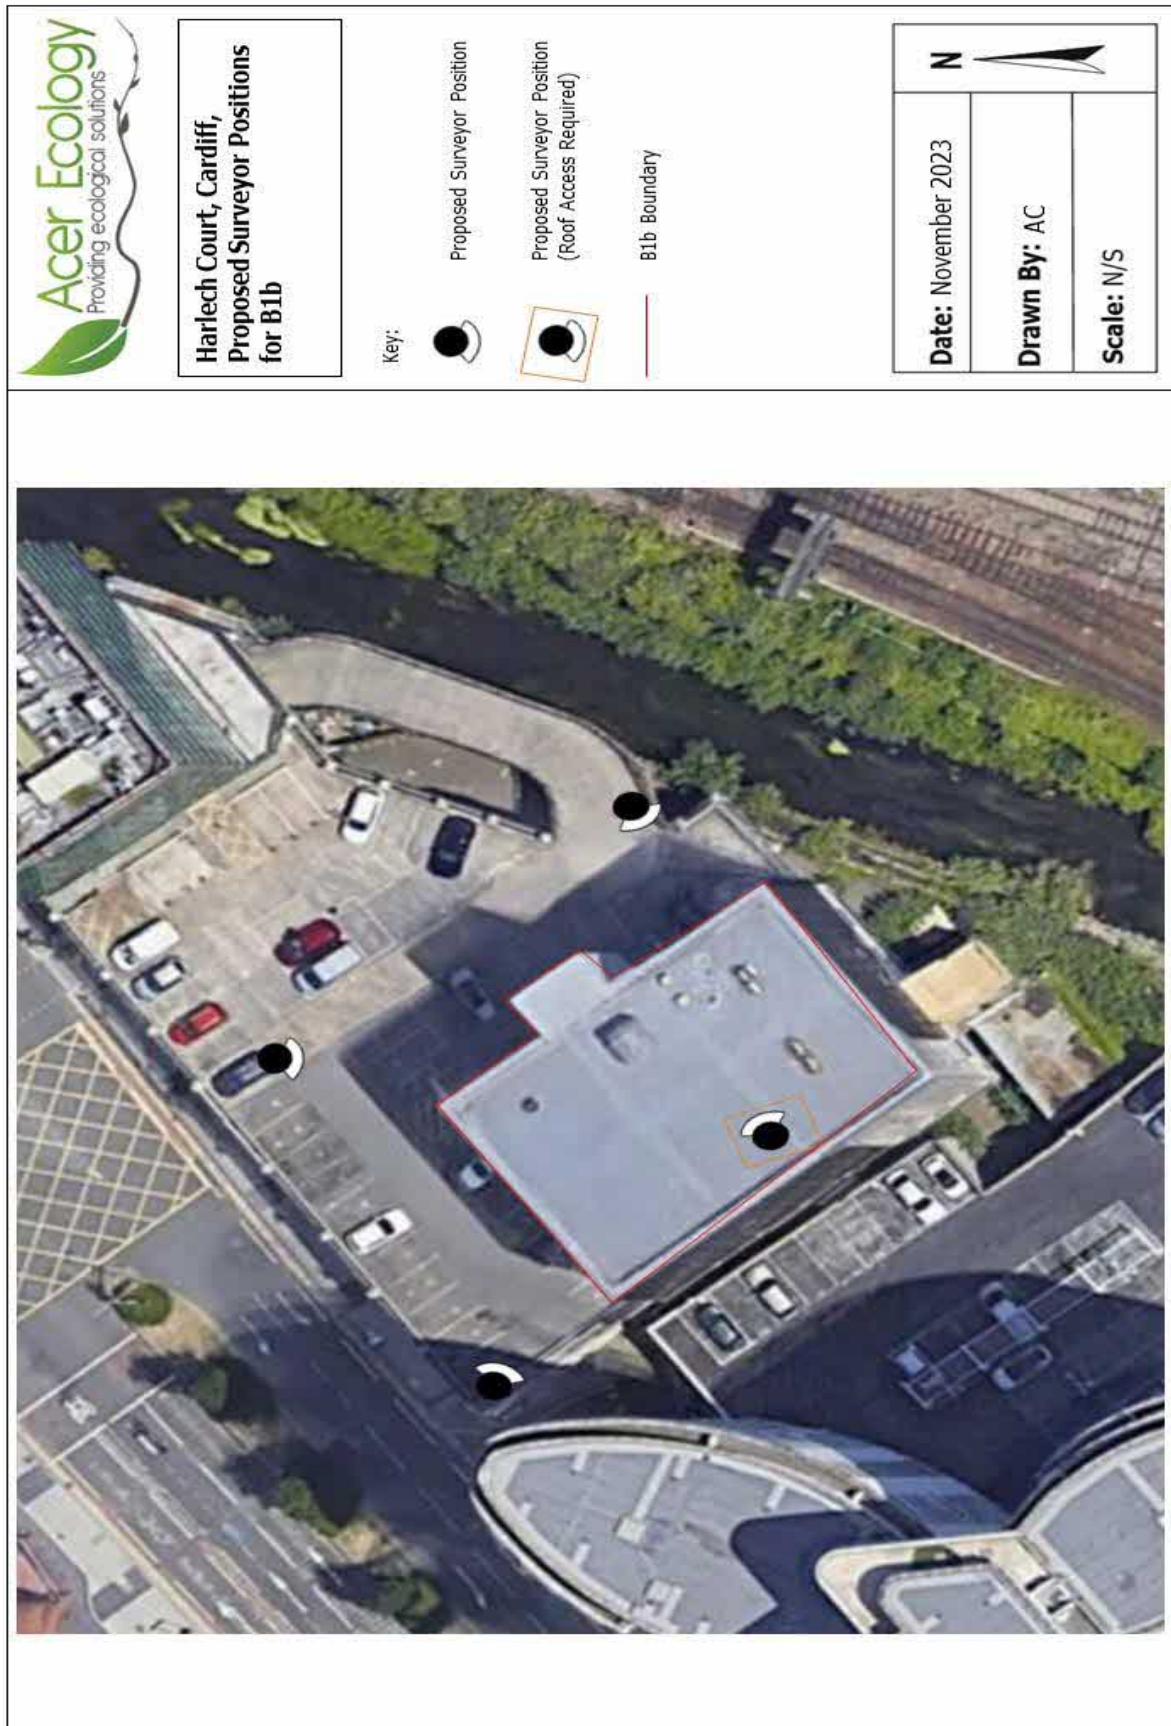 Acer Ecology
Providing ecological solutions
Harlech Court, Cardiff,
Proposed Surveyor Positions
for B1b
Key:
Proposed Surveyor Position
Proposed Surveyor Position
(Roof Access Required)
B1b Boundary
Date: November 2023
N
Drawn By: AC
Scale: N/S